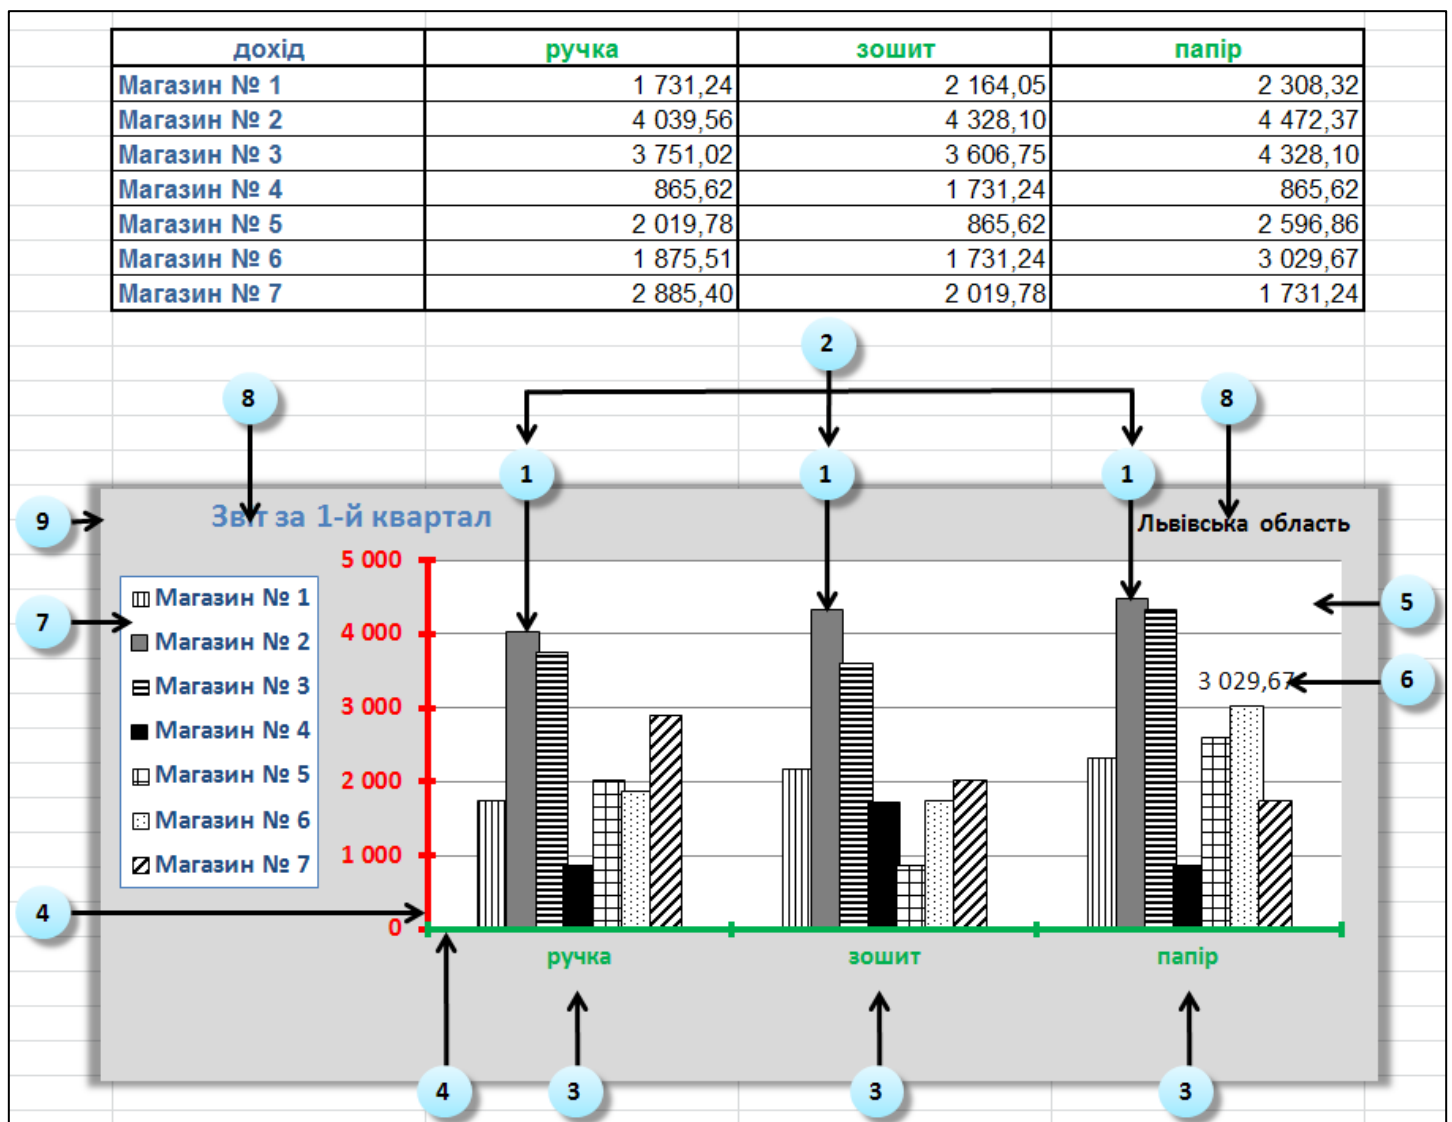 дохід ручка зошит папір
Магазин № 1 1 731,24 2 164,05 2 308,32
Магазин № 2 4 039,56 4 328,10 4 472,37
Магазин № 3 3 751,02 3 606,75 4 328,10
Магазин № 4 865,62 1 731,24 865,62
Магазин № 5 2 019,78 865,62 2 596,86
Магазин № 6 1 875,51 1 731,24 3 029,67
Магазин № 7 2 885,40 2 019,78 1 731,24
2
8 8
1 1 1
9 Звіт за 1-й квартал Львівська область
5 000
Магазин № 1 5
7 4 000
Магазин № 2
Магазин № 3 3 029,67 6
3 000
Магазин № 4
Магазин № 5 2 000
Магазин № 6
Магазин № 7 1 000
4 0
ручка зошит папір
4 3 3 3